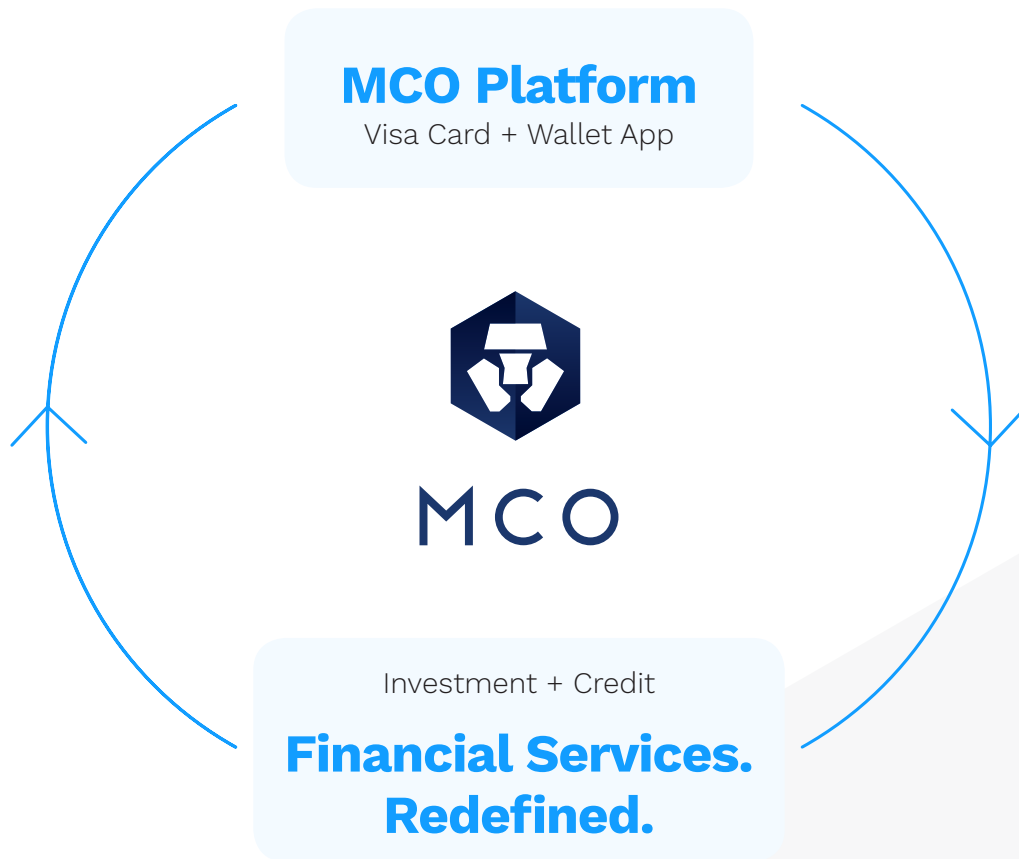 MCO Platform
Visa Card + Wallet App
MCO
Investment + Credit
Financial Services.
Redefined.